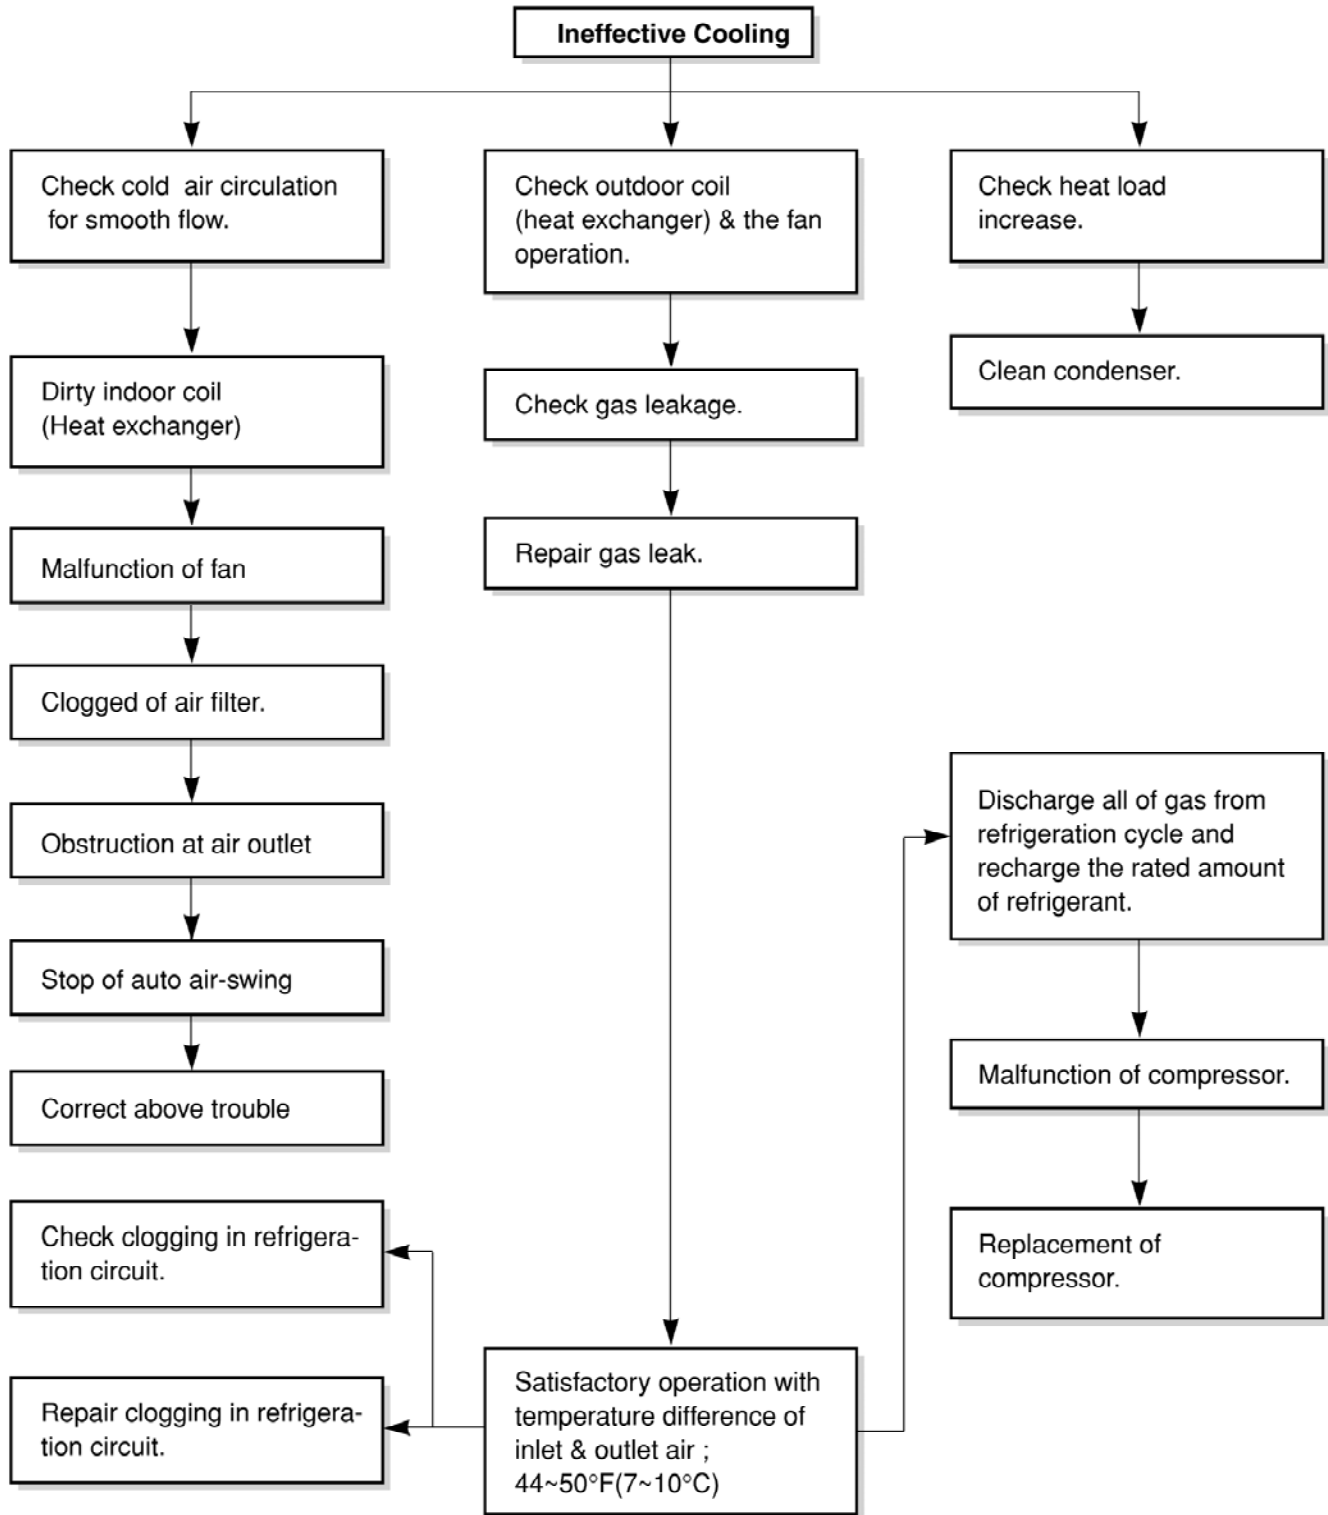 Ineffective Cooling
Check cold air circulation
for smooth flow.
Dirty indoor coil
(Heat exchanger)
Malfunction of fan
Clogged of air filter.
Obstruction at air outlet
Stop of auto air-swing
Correct above trouble
Check outdoor coil
(heat exchanger) & the fan
operation.
Check gas leakage.
Repair gas leak.
Satisfactory operation with
temperature difference of
inlet & outlet air ;
44~50°F(7~10°C)
Check clogging in refrigera-
tion circuit.
Repair clogging in refrigera-
tion circuit.
Discharge all of gas from
refrigeration cycle and
recharge the rated amount
of refrigerant.
Malfunction of compressor.
Replacement of
compressor.
Check heat load
increase.
Clean condenser.